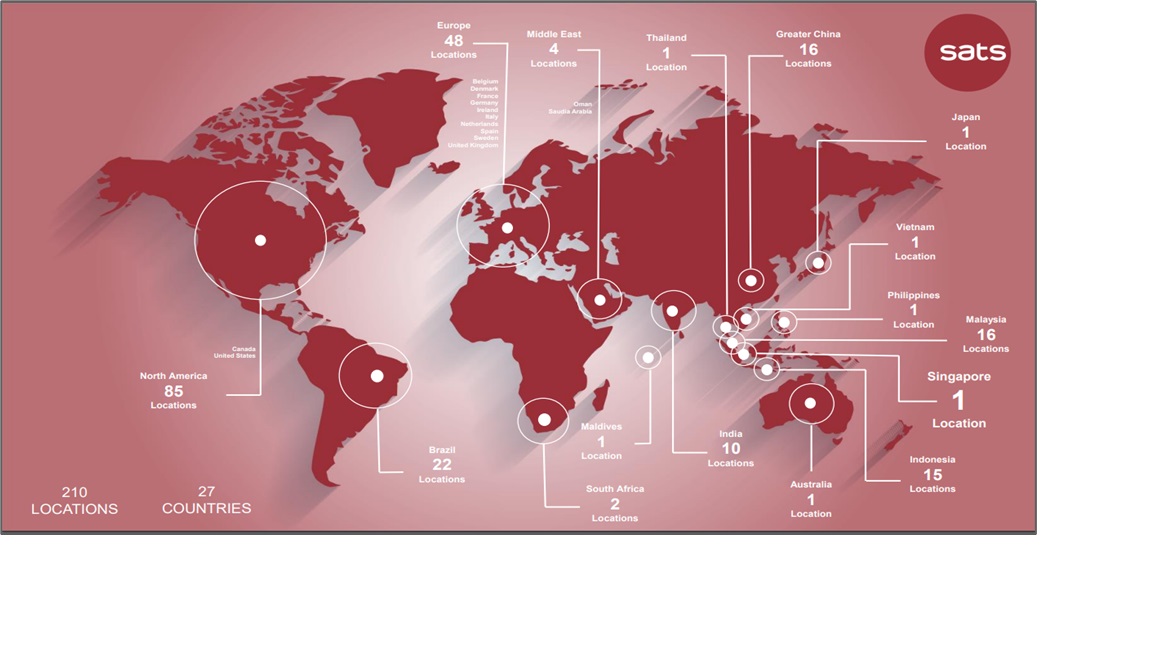 Europe
48
Locations
Belgium
Denmark
France
Germany
Ireland
Italy
Netherlands
Spain
Sweden
United Kingdom
Middle East
4
Locations
Oman
Saudia Arabia
Thailand
1
Location
Greater China
16
Locations
sats
Japan
1
Location
Vietnam
1
Location
Philippines
1
Location
Malaysia
16
Locations
Singapore
1
Location
Indonesia
15
Locations
Australia
1
Location
India
10
Locations
Maldives
1
Location
South Africa
2
Locations
Brazil
22
Locations
Canada
United States
North America
85
Locations
210
LOCATIONS
27
COUNTRIES